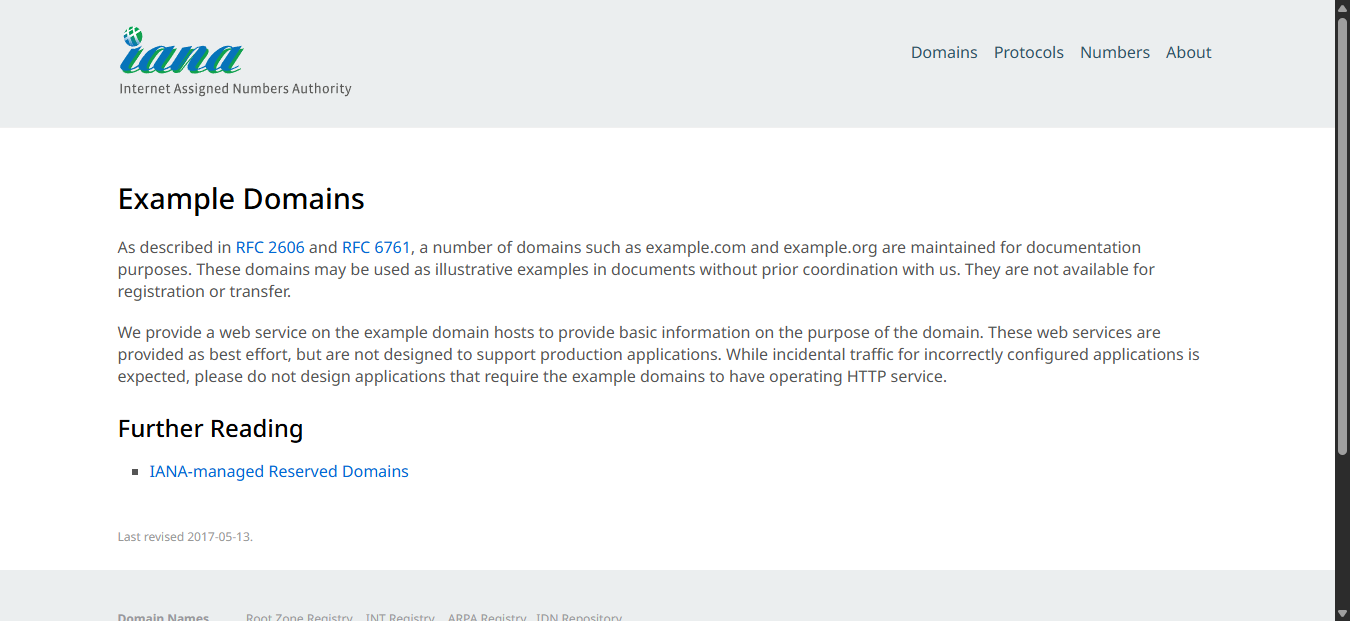 iana
Internet Assigned Numbers Authority
Domains Protocols Numbers About
Example Domains
As described in RFC 2606 and RFC 6761, a number of domains such as example.com and example.org are maintained for documentation
purposes. These domains may be used as illustrative examples in documents without prior coordination with us. They are not available for
registration or transfer.
We provide a web service on the example domain hosts to provide basic information on the purpose of the domain. These web services are
provided as best effort, but are not designed to support production applications. While incidental traffic for incorrectly configured applications is
expected, please do not design applications that require the example domains to have operating HTTP service.
Further Reading
IANA-managed Reserved Domains
Last revised 2017-05-13.
Domain Names Root Zone Registry INT Registry ARPA Registry IDN Repository